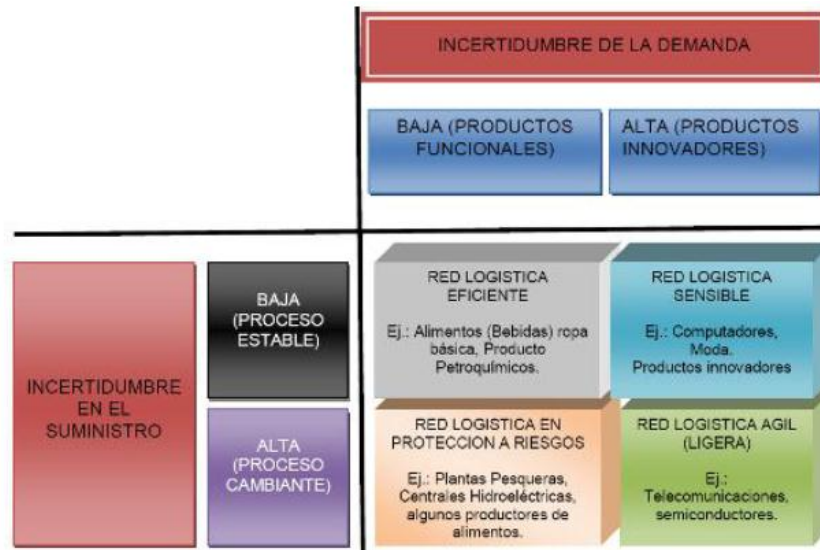 INCERTIDUMBRE DE LA DEMANDA
BAJA (PRODUCTOS
FUNCIONALES)
ALTA (PRODUCTOS
INNOVADORES)
INCERTIDUMBRE
EN EL
SUMINISTRO
BAJA
(PROCESO
ESTABLE)
RED LOGISTICA
EFICIENTE
Ej.: Alimentos (Bebidas) ropa
básica, Producto
Petroquímicos.
RED LOGISTICA
SENSIBLE
Ej.: Computadores,
Moda.
Productos innovadores
ALTA
(PROCESO
CAMBIANTE)
RED LOGISTICA EN
PROTECCION A RIESGOS
Ej.: Plantas Pesqueras,
Centrales Hidroeléctricas,
algunos productores de
alimentos.
RED LOGISTICA AGIL
(LIGERA)
Ej.:
Telecomunicaciones,
semiconductores.